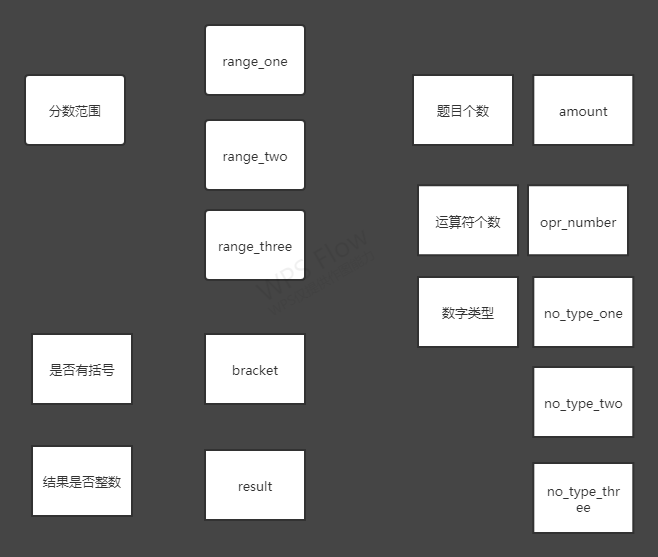 分数范围
range_one
range_two
range_three
是否有括号
bracket
结果是否整数
result
题目个数
amount
运算符个数
opr_number
数字类型
no_type_one
no_type_two
no_type_thr
ee
WPS Flow